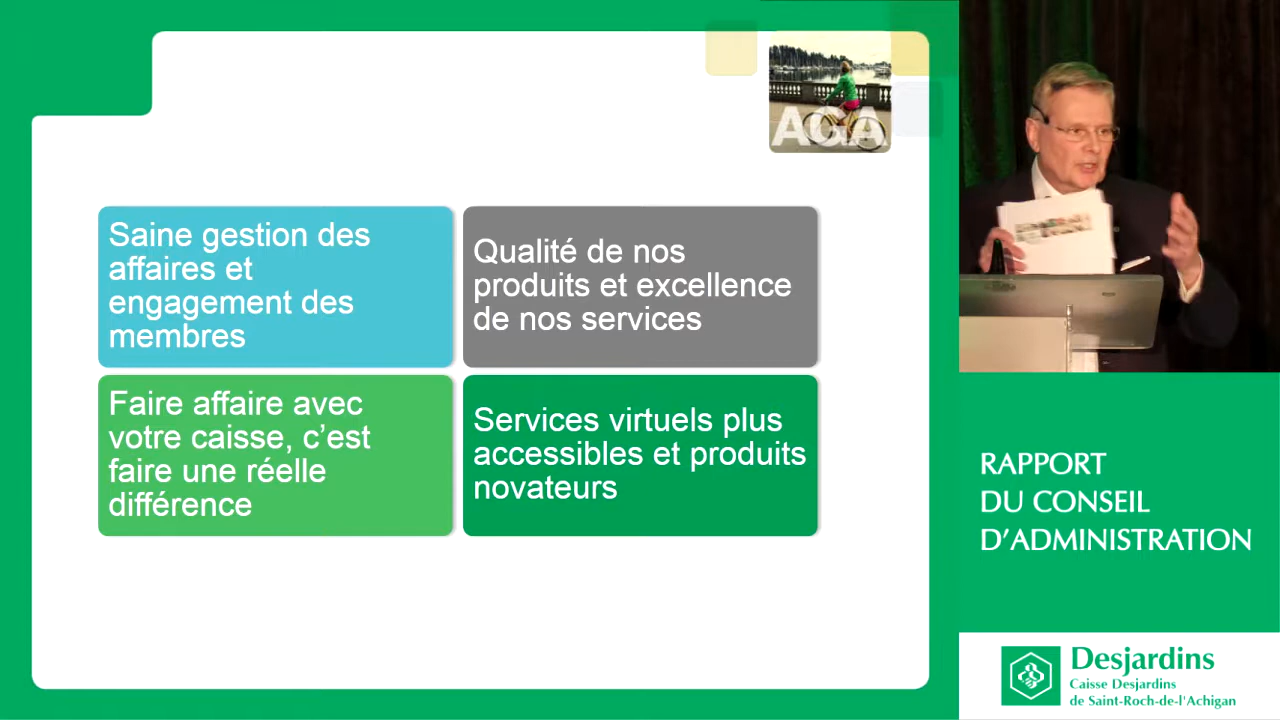 AGA
Saine gestion des
affaires et
engagement des
membres
Qualité de nos
produits et excellence
de nos services
Faire affaire avec
votre caisse, c’est
faire une réelle
différence
Services virtuels plus
accessibles et produits
novateurs
RAPPORT
DU CONSEIL
D’ADMINISTRATION
Desjardins
Caisse Desjardins
de Saint-Roch-de-l'Achigan